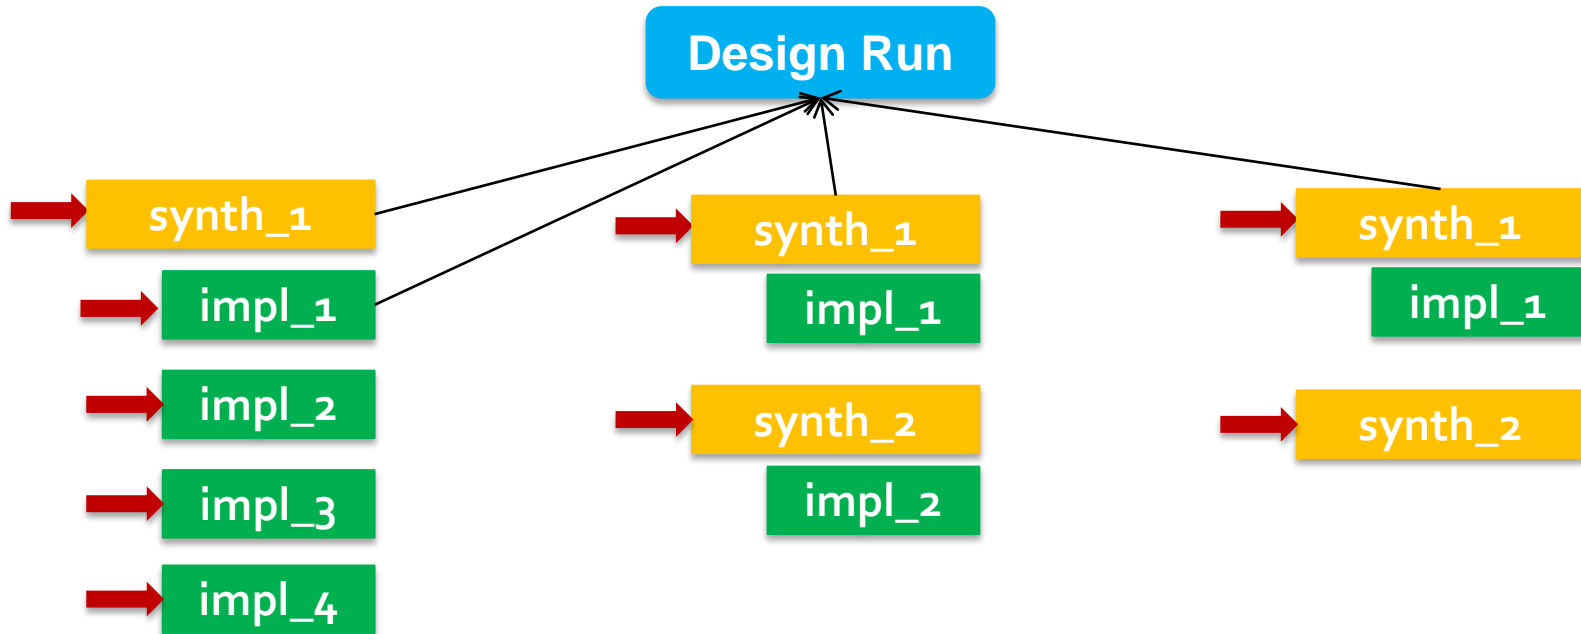 Design Run
synth_1
impl_1
impl_2
impl_3
impl_4
synth_1
impl_1
synth_2
impl_2
synth_1
impl_1
synth_2